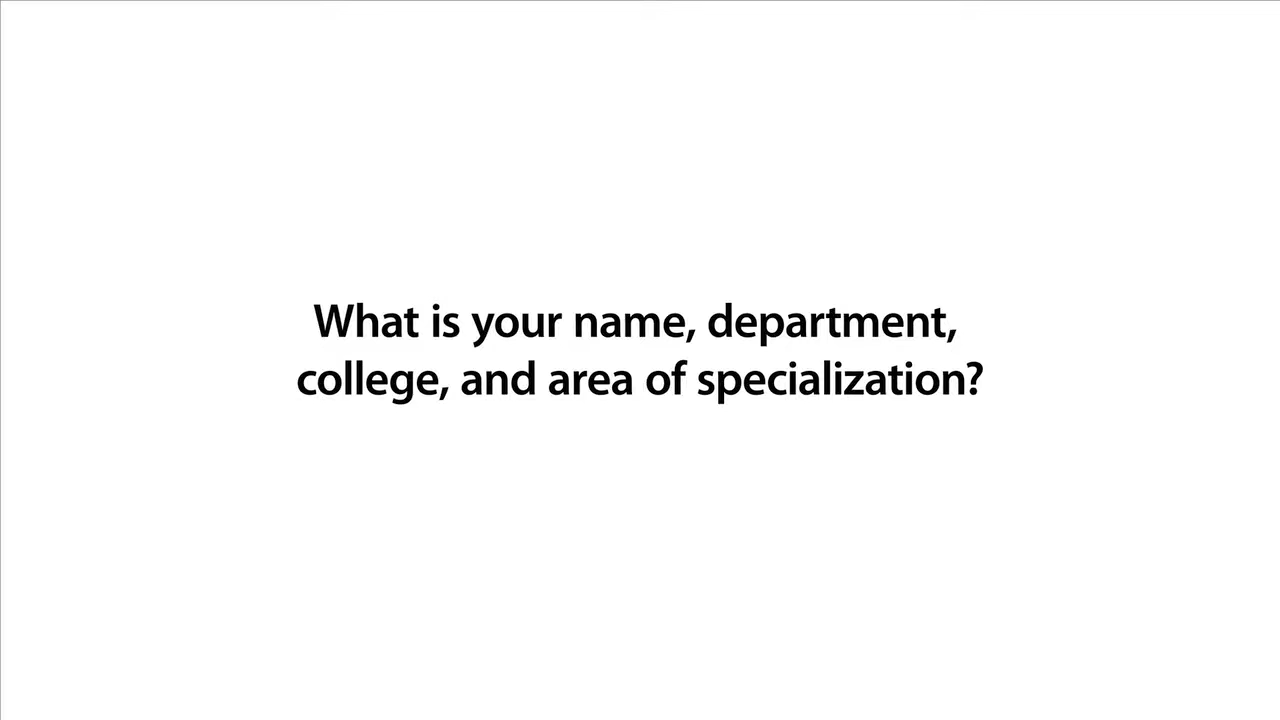 What is your name, department,
college, and area of specialization?